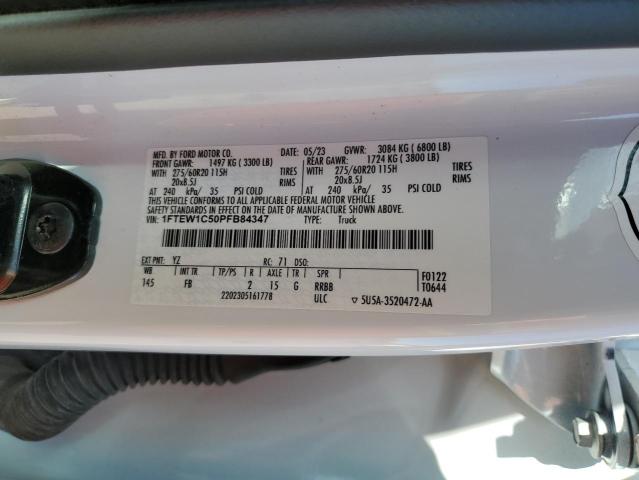 MFD. BY FORD MOTOR CO. DATE: 05/23 GVWR: 3084 KG ( 6800 LB)
FRONT GAWR: 1497 KG ( 3300 LB) REAR GAWR: 1724 KG ( 3800 LB)
WITH 275/60R20 115H TIRES WITH 275/60R20 115H TIRES
20x8.5J RIMS 20x8.5J RIMS
AT 240 kPa/ 35 PSI COLD AT 240 kPa/ 35 PSI COLD
THIS VEHICLE CONFORMS TO ALL APPLICABLE FEDERAL MOTOR VEHICLE
SAFETY STANDARDS IN EFFECT ON THE DATE OF MANUFACTURE SHOWN ABOVE.
VIN: 1FTEW1C50PFB84347 TYPE: Truck
EXT PNT: YZ RC: 71 DSO:
WB INT TR TP/PS R AXLE TR SPR F0122
145 FB 2 15 G RRBB T0644
2202305161778 ULC 5U5A-3520472-AA